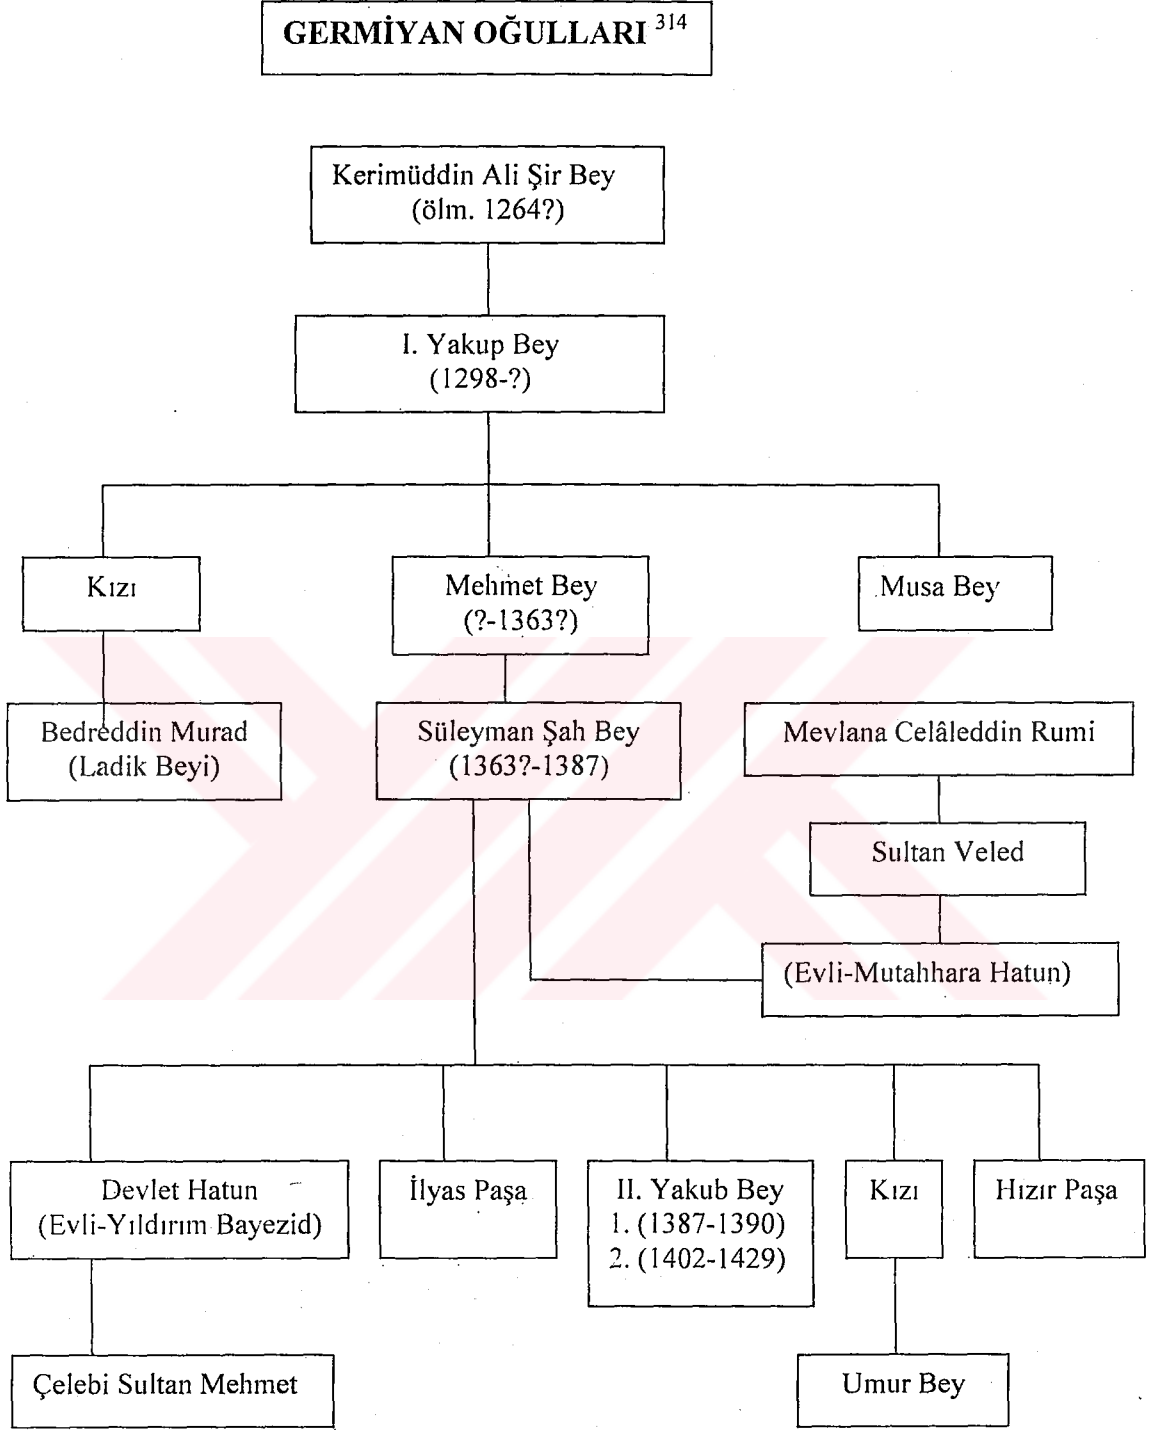 GERMİYAN OĞULLARI 314
Kerimüddin Ali Şir Bey
(ölm. 1264?)
I. Yakup Bey
(1298-?)
Kızı
Mehmet Bey
(?-1363?)
Musa Bey
Bedreddin Murad
(Ladik Beyi)
Süleyman Şah Bey
(1363?-1387)
Mevlana Celâleddin Rumi
Sultan Veled
(Evli-Mutahhara Hatun)
Devlet Hatun
(Evli-Yıldırım Bayezid)
İlyas Paşa
II. Yakub Bey
1. (1387-1390)
2. (1402-1429)
Kızı
Hızır Paşa
Çelebi Sultan Mehmet
Umur Bey